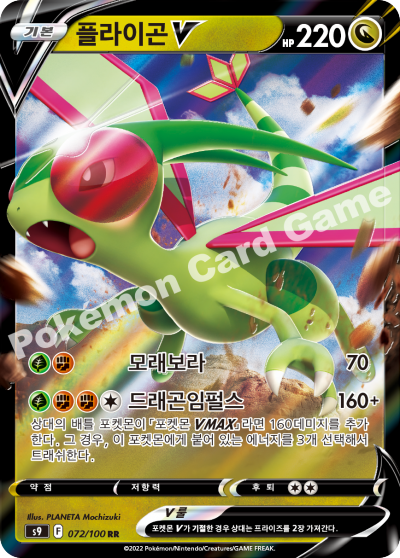 기본 플라이곤V HP 220
Pokémon Card Game
모래보라 70
드래곤임펄스 160+
상대의 배틀 포켓몬이 「포켓몬 VMAX」라면 160데미지를 추가
한다. 그 경우, 이 포켓몬에게 붙어 있는 에너지를 3개 선택해서
트래쉬한다.
약점 저항력 후퇴
Illus. PLANETA Mochizuki
V룰
s9 F 072/100 RR
포켓몬 V가 기절한 경우 상대는 프라이즈를 2장 가져간다.
©2022 Pokémon/Nintendo/Creatures/GAME FREAK.